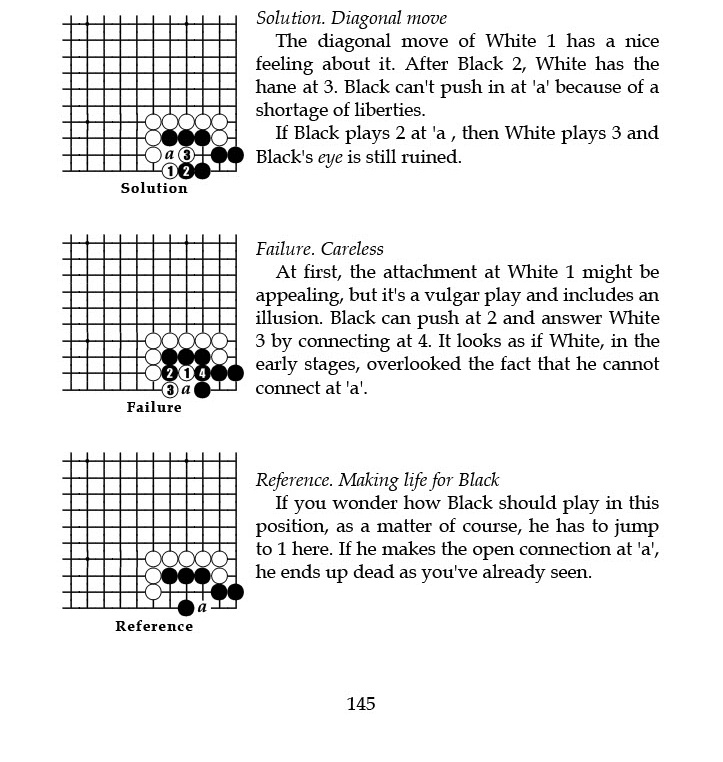 Solution. Diagonal move
The diagonal move of White 1 has a nice
feeling about it. After Black 2, White has the
hane at 3. Black can't push in at 'a' because of a
shortage of liberties.
If Black plays 2 at 'a , then White plays 3 and
Black's eye is still ruined.
a 3
1 2
Solution
Failure. Careless
At first, the attachment at White 1 might be
appealing, but it's a vulgar play and includes an
illusion. Black can push at 2 and answer White
3 by connecting at 4. It looks as if White, in the
early stages, overlooked the fact that he cannot
connect at 'a'.
2 1 4
3 a
Failure
Reference. Making life for Black
If you wonder how Black should play in this
position, as a matter of course, he has to jump
to 1 here. If he makes the open connection at 'a',
he ends up dead as you've already seen.
a
Reference
145